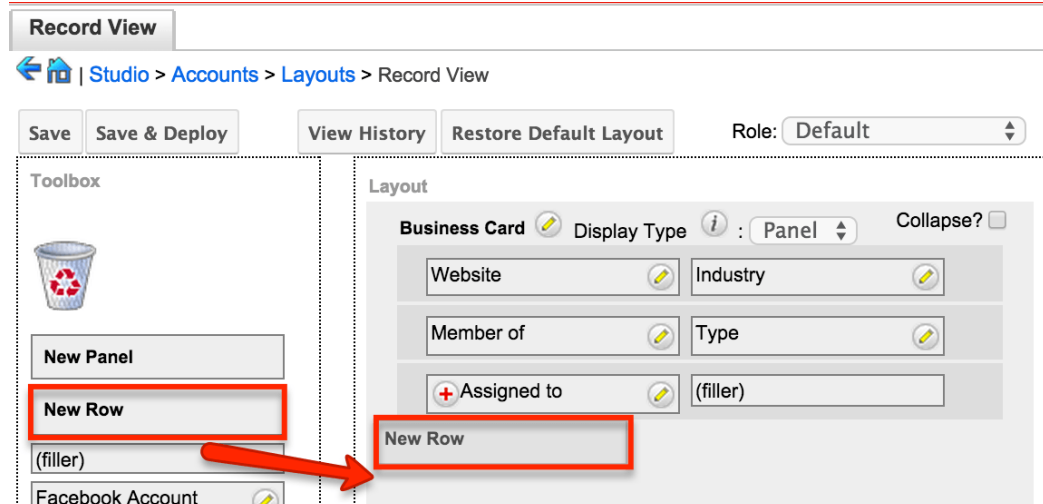 Record View
| Studio > Accounts > Layouts > Record View
Save Save & Deploy View History Restore Default Layout Role: Default
Toolbox
Layout
Business Card Display Type i : Panel Collapse?
Website Industry
Member of Type
New Panel
Assigned to (filler)
New Row
New Row
(filler)
Facebook Account